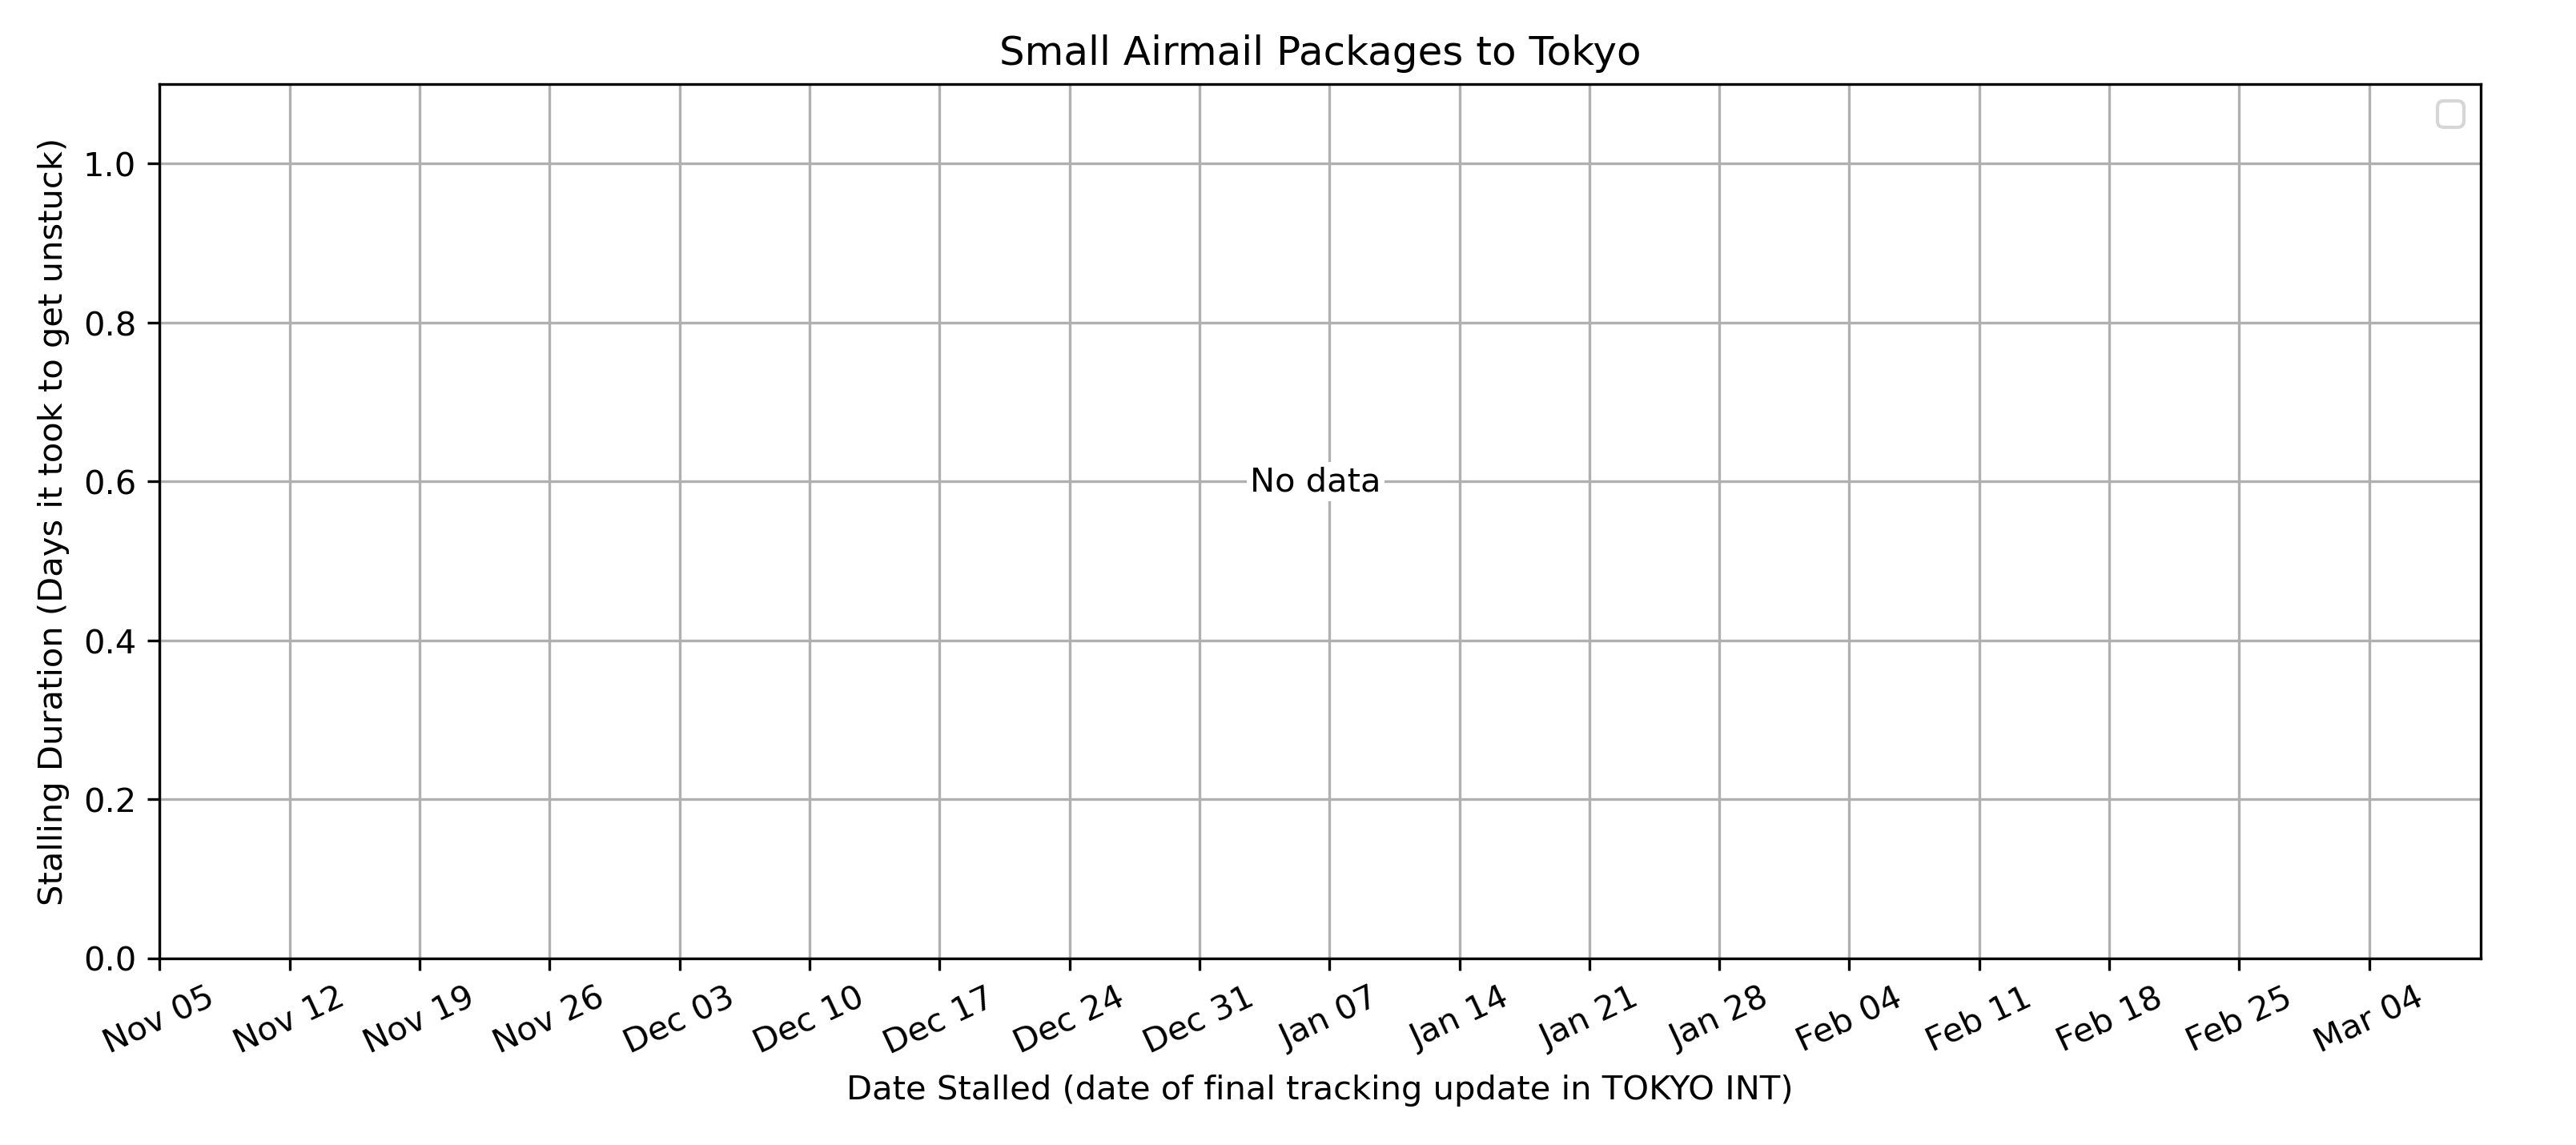 Small Airmail Packages to Tokyo
Stalling Duration (Days it took to get unstuck)
1.0
0.8
0.6
0.4
0.2
0.0
No data
Nov 05
Nov 12
Nov 19
Nov 26
Dec 03
Dec 10
Dec 17
Dec 24
Dec 31
Jan 07
Jan 14
Jan 21
Jan 28
Feb 04
Feb 11
Feb 18
Feb 25
Mar 04
Date Stalled (date of final tracking update in TOKYO INT)